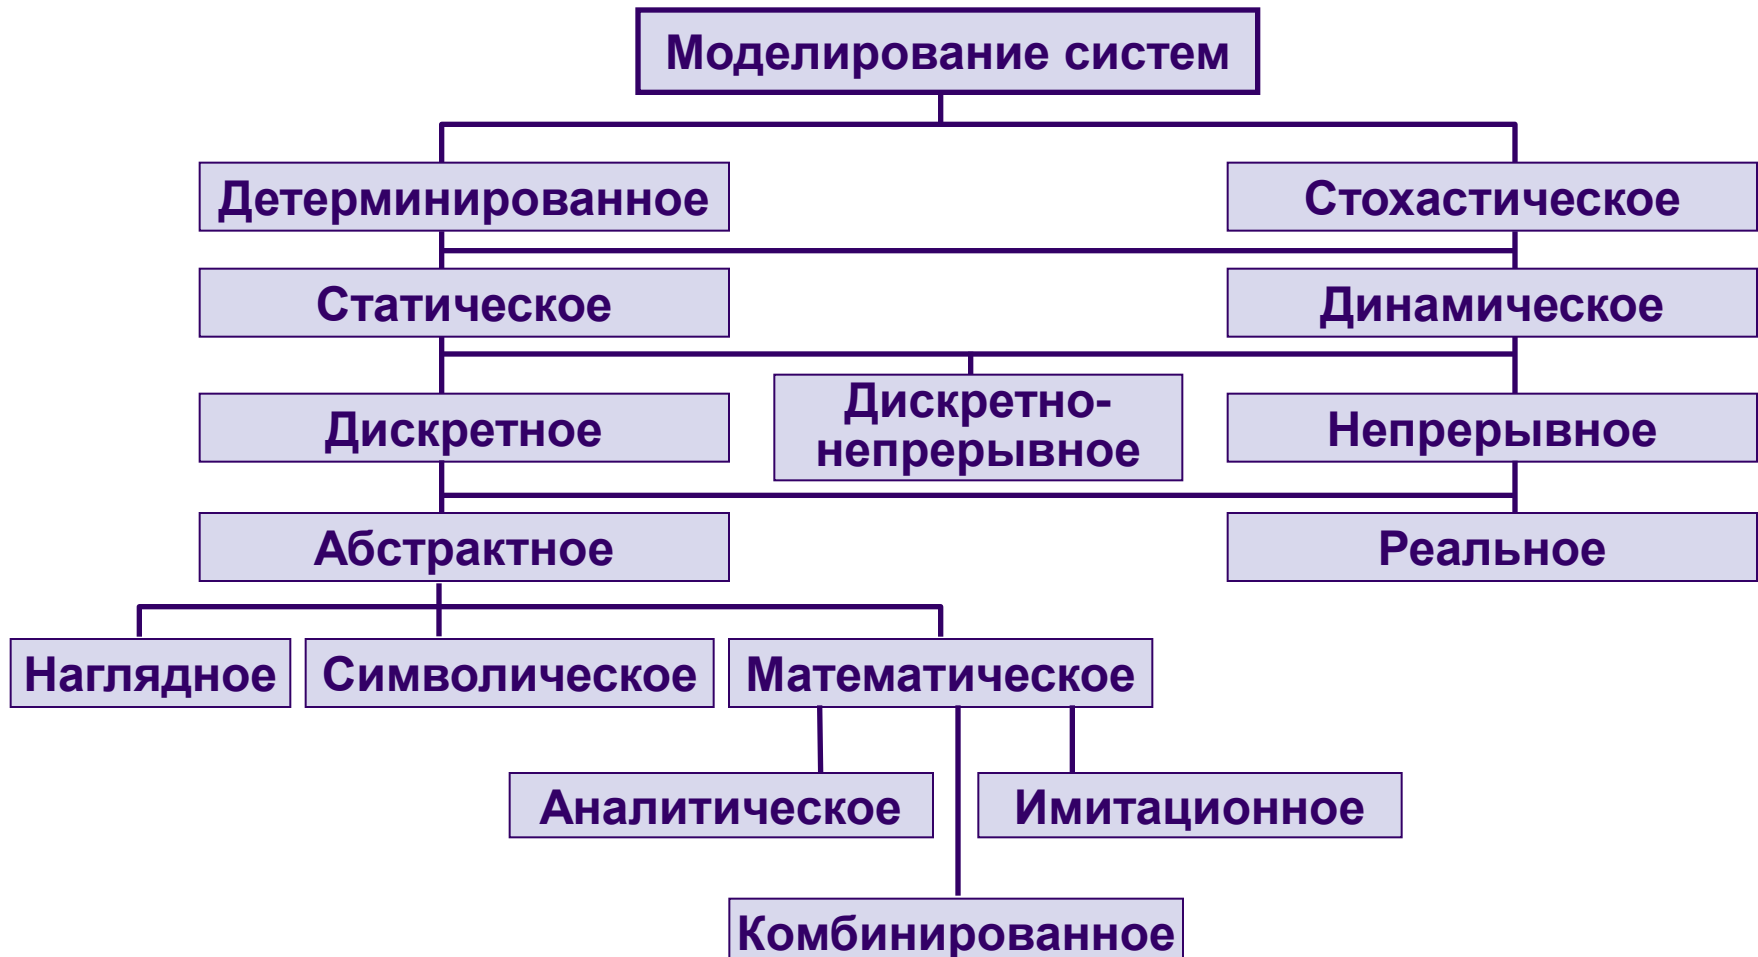 Моделирование систем
Детерминированное
Стохастическое
Статическое
Динамическое
Дискретное
Дискретно-
непрерывное
Непрерывное
Абстрактное
Реальное
Наглядное
Символическое
Математическое
Аналитическое
Имитационное
Комбинированное